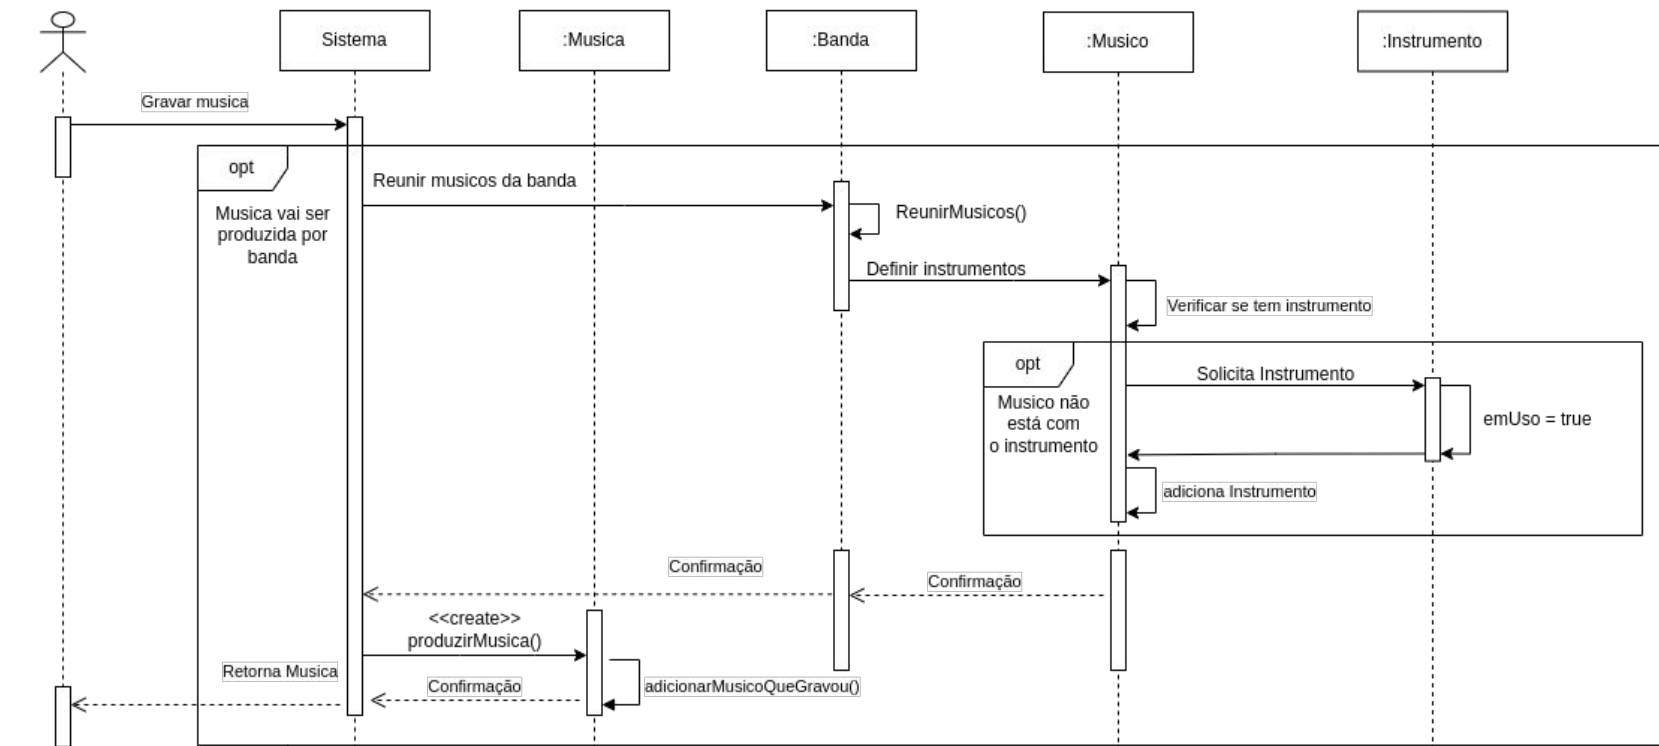 Sistema
:Musica
:Banda
:Musico
:Instrumento
Gravar musica
opt
Musica vai ser
produzida por
banda
Reunir musicos da banda
ReunirMusicos()
Definir instrumentos
Verificar se tem instrumento
opt
Musico não
está com
o instrumento
Solicita Instrumento
emUso = true
adiciona Instrumento
Confirmação
Confirmação
<<create>>
produzirMusica()
Retorna Musica
Confirmação
adicionarMusicoQueGravou()